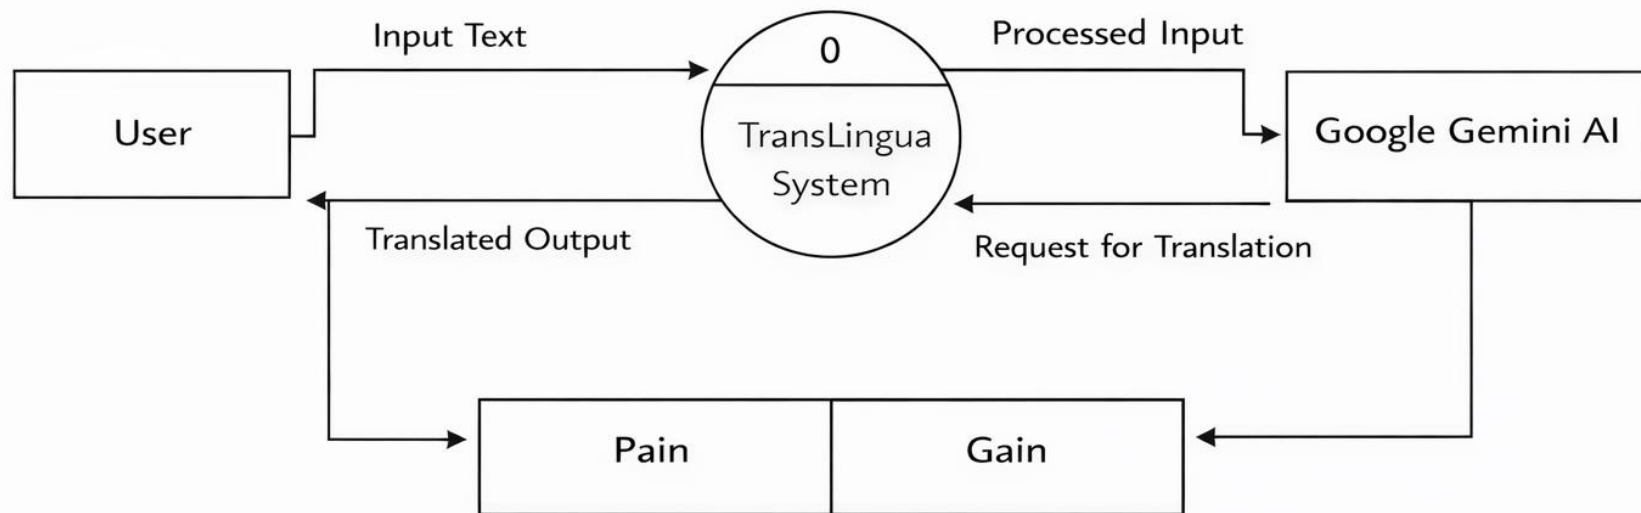 Input Text
0
Processed Input
User
TransLingua
System
Google Gemini AI
Translated Output
Request for Translation
Pain
Gain